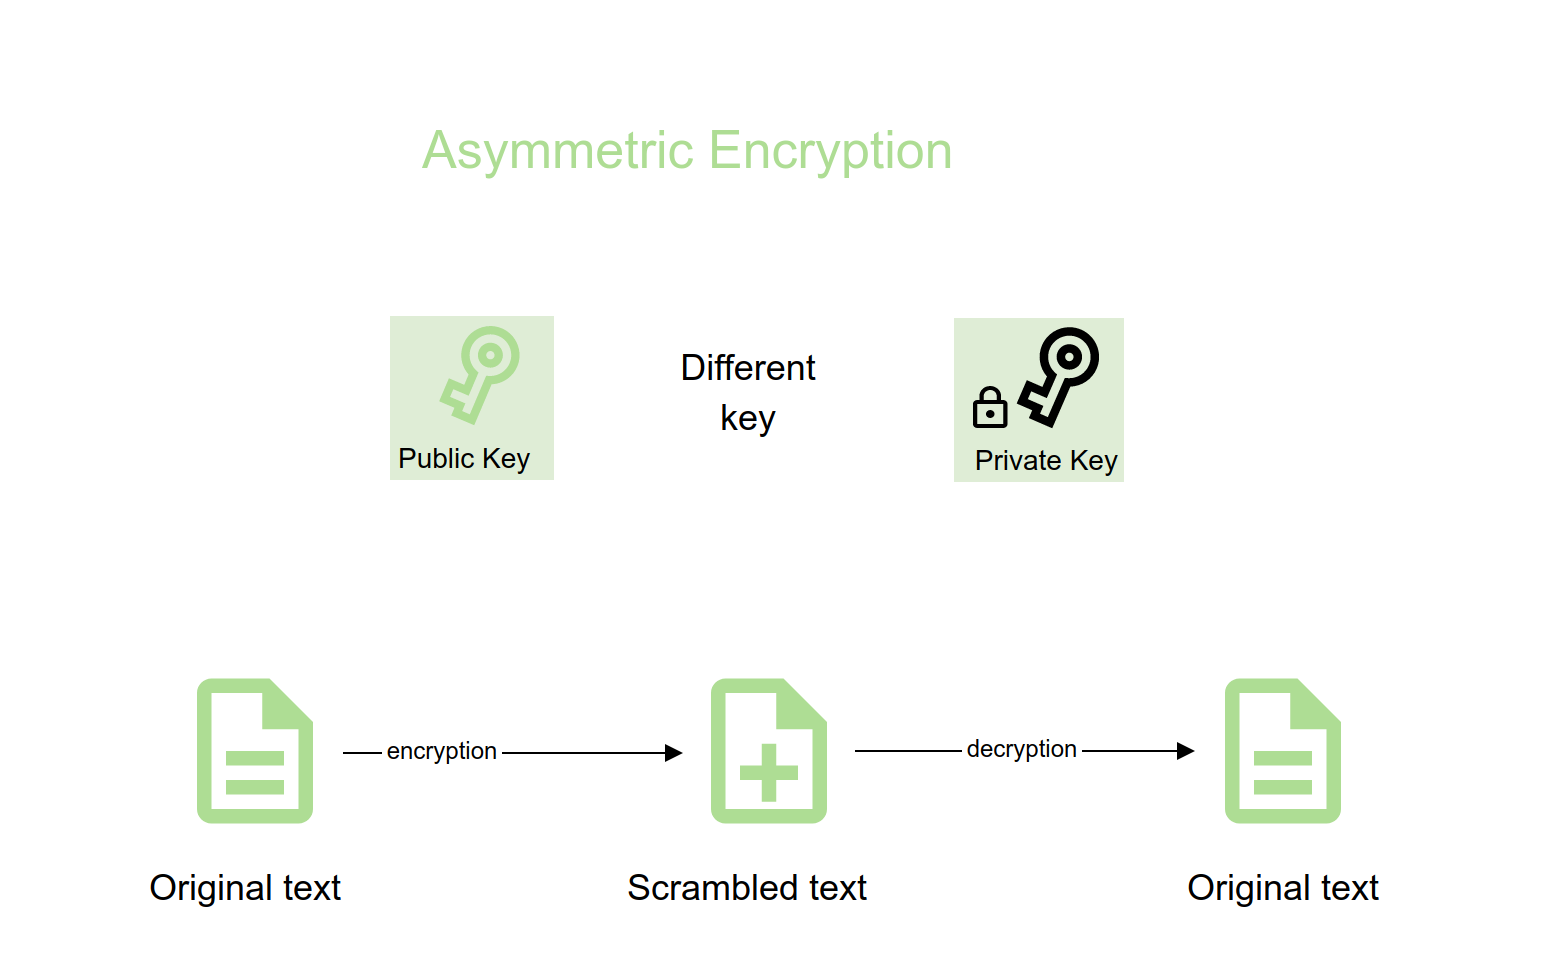 Asymmetric Encryption
Different
key
Public Key
Private Key
encryption
decryption
Original text
Scrambled text
Original text